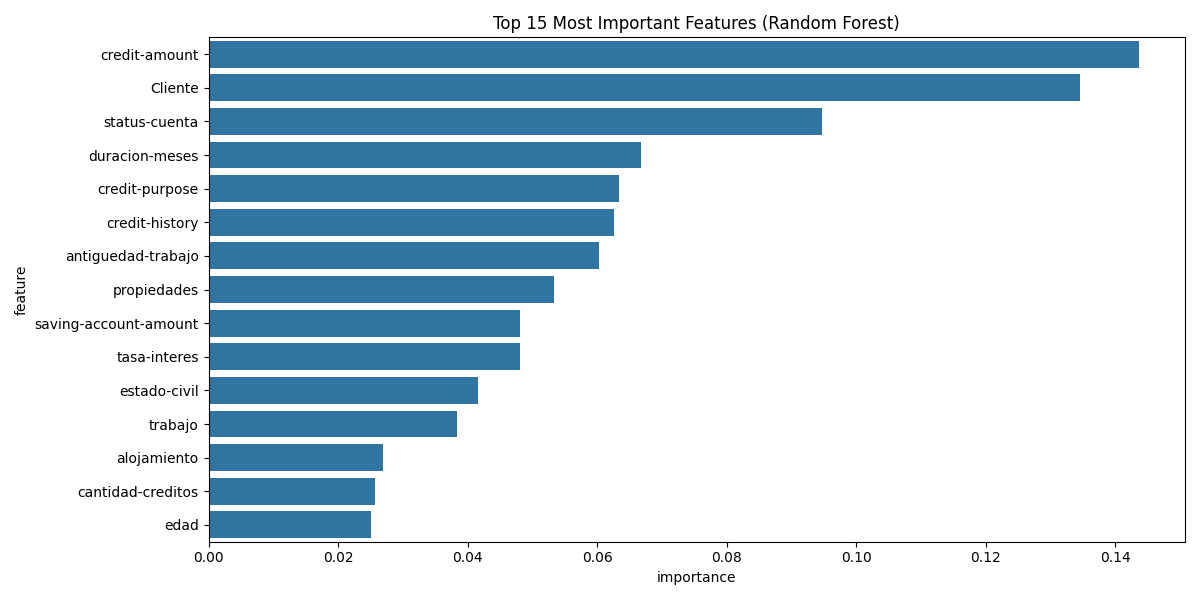 Top 15 Most Important Features (Random Forest)
credit-amount
Cliente
status-cuenta
duracion-meses
credit-purpose
credit-history
antiguedad-trabajo
propiedades
saving-account-amount
tasa-interes
estado-civil
trabajo
alojamiento
cantidad-creditos
edad
feature
0.00 0.02 0.04 0.06 0.08 0.10 0.12 0.14
importance